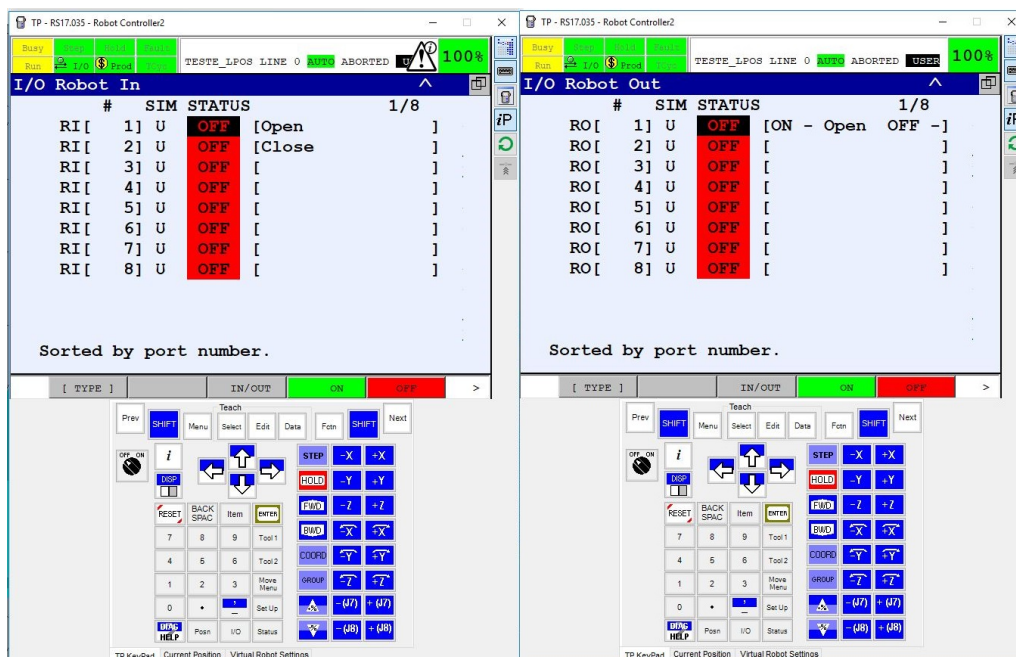 TP - RS17.035 - Robot Controller2
Busy Step Hold Fault
Run I/O Prod TCyc
TESTE_LPOS LINE 0 AUTO ABORTED
100%
I/O Robot In
# SIM STATUS 1/8
RI[ 1] U OFF [Open ]
RI[ 2] U OFF [Close ]
RI[ 3] U OFF [ ]
RI[ 4] U OFF [ ]
RI[ 5] U OFF [ ]
RI[ 6] U OFF [ ]
RI[ 7] U OFF [ ]
RI[ 8] U OFF [ ]
Sorted by port number.
[ TYPE ] IN/OUT ON OFF >
iP
Teach
Prev SHIFT Menu Select Edit Data Fctn SHIFT Next
OFF ON i STEP -X +X
DISP HOLD -Y +Y
RESET BACK SPAC Item ENTER FWD -Z +Z
7 8 9 Tool 1 BWD -X +X
4 5 6 Tool 2 COORD -Y +Y
1 2 3 Move Menu GROUP -Z +Z
0 . , - Set Up +% -(J7) +(J7)
DIAG HELP Posn I/O Status -% -(J8) +(J8)
TP KeyPad Current Position Virtual Robot Settings
TP - RS17.035 - Robot Controller2
Busy Step Hold Fault
Run I/O Prod TCyc
TESTE_LPOS LINE 0 AUTO ABORTED USER
100%
I/O Robot Out
# SIM STATUS 1/8
RO[ 1] U OFF [ON - Open OFF -]
RO[ 2] U OFF [ ]
RO[ 3] U OFF [ ]
RO[ 4] U OFF [ ]
RO[ 5] U OFF [ ]
RO[ 6] U OFF [ ]
RO[ 7] U OFF [ ]
RO[ 8] U OFF [ ]
Sorted by port number.
[ TYPE ] IN/OUT ON OFF >
Teach
Prev SHIFT Menu Select Edit Data Fctn SHIFT Next
OFF ON i STEP -X +X
DISP HOLD -Y +Y
RESET BACK SPAC Item ENTER FWD -Z +Z
7 8 9 Tool 1 BWD -X +X
4 5 6 Tool 2 COORD -Y +Y
1 2 3 Move Menu GROUP -Z +Z
0 . , - Set Up +% -(J7) +(J7)
DIAG HELP Posn I/O Status -% -(J8) +(J8)
TP KeyPad Current Position Virtual Robot Settings